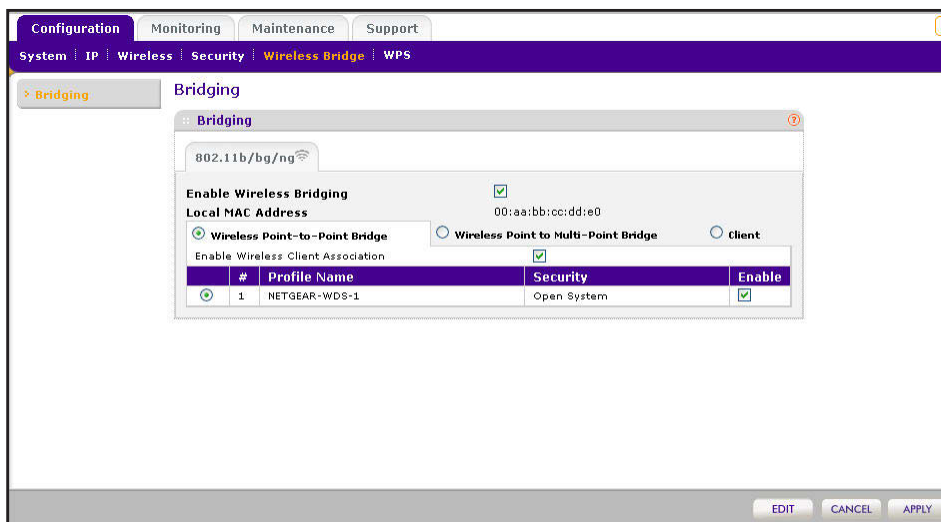 Configuration Monitoring Maintenance Support
System IP Wireless Security Wireless Bridge WPS
> Bridging
Bridging
Bridging ?
802.11b/bg/ng
Enable Wireless Bridging
Local MAC Address 00:aa:bb:cc:dd:e0
Wireless Point-to-Point Bridge Wireless Point to Multi-Point Bridge Client
Enable Wireless Client Association
# Profile Name Security Enable
1 NETGEAR-WDS-1 Open System
EDIT CANCEL APPLY